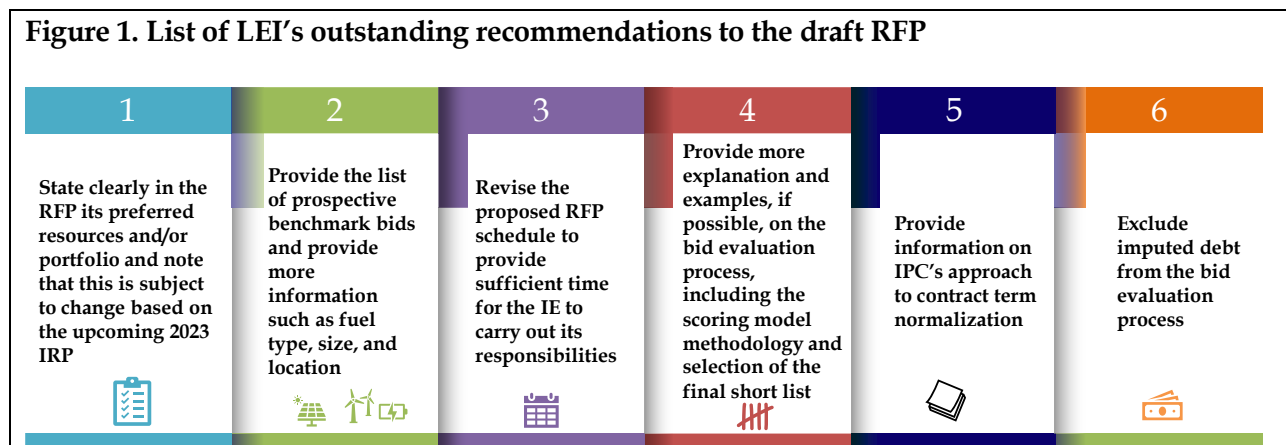 Figure 1. List of LEI’s outstanding recommendations to the draft RFP
1
State clearly in the
RFP its preferred
resources and/or
portfolio and note
that this is subject
to change based on
the upcoming 2023
IRP
2
Provide the list
of prospective
benchmark bids
and provide
more
information
such as fuel
type, size, and
location
3
Revise the
proposed RFP
schedule to
provide
sufficient time
for the IE to
carry out its
responsibilities
4
Provide more
explanation and
examples, if
possible, on the
bid evaluation
process,
including the
scoring model
methodology and
selection of the
final short list
5
Provide
information on
IPC’s approach
to contract term
normalization
6
Exclude
imputed debt
from the bid
evaluation
process